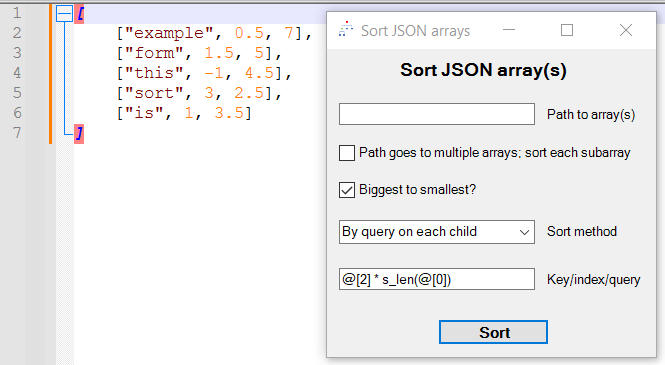 1 [
2 ["example", 0.5, 7],
3 ["form", 1.5, 5],
4 ["this", -1, 4.5],
5 ["sort", 3, 2.5],
6 ["is", 1, 3.5]
7 ]
Sort JSON arrays
Sort JSON array(s)
Path to array(s)
Path goes to multiple arrays; sort each subarray
Biggest to smallest?
By query on each child Sort method
@[2] * s_len(@[0]) Key/index/query
Sort